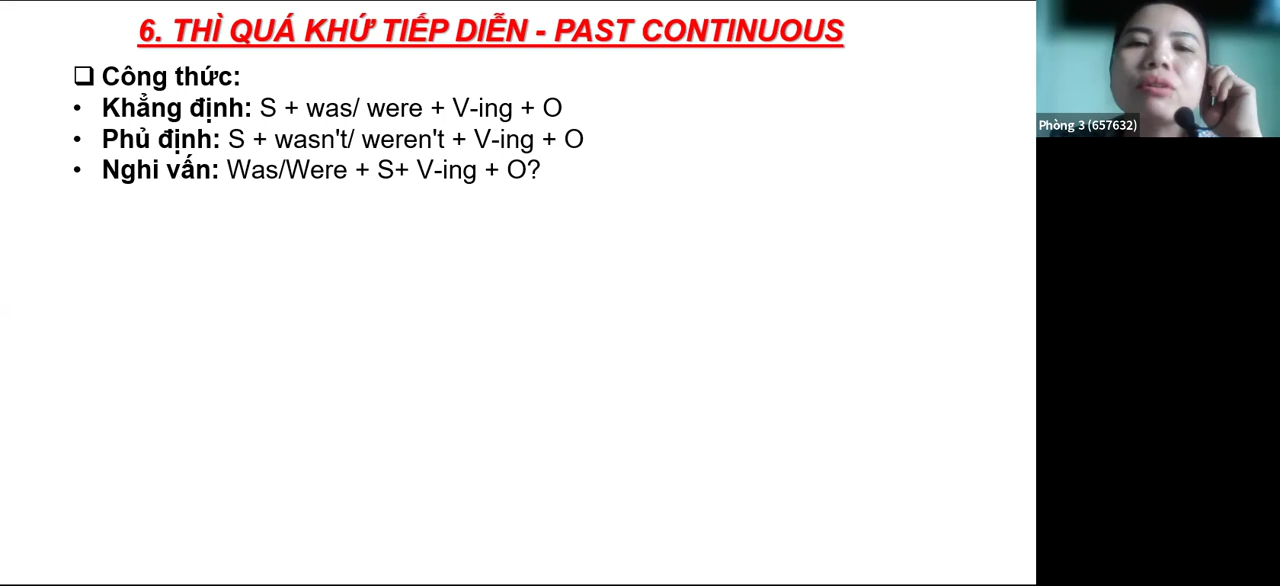 6. THÌ QUÁ KHỨ TIẾP DIỄN - PAST CONTINUOUS
❑ Công thức:
• Khẳng định: S + was/ were + V-ing + O
• Phủ định: S + wasn't/ weren't + V-ing + O
• Nghi vấn: Was/Were + S+ V-ing + O?
Phòng 3 (657632)